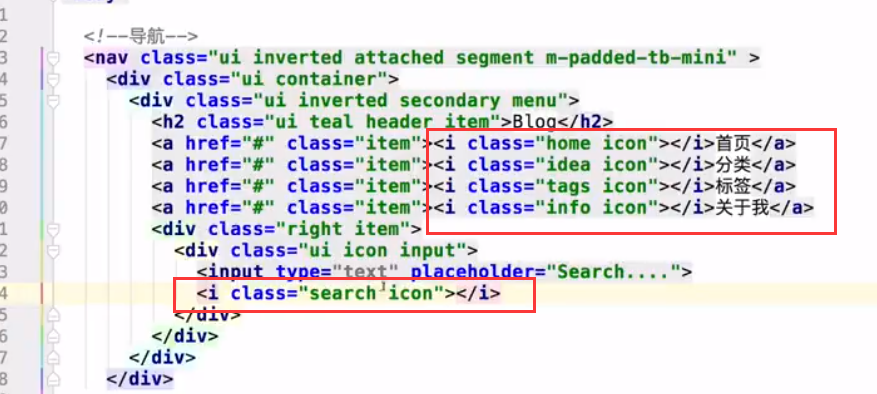 1
2 <!--导航-->
3 <nav class="ui inverted attached segment m-padded-tb-mini" >
4 <div class="ui container">
5 <div class="ui inverted secondary menu">
6 <h2 class="ui teal header item">Blog</h2>
7 <a href="#" class="item"><i class="home icon"></i>首页</a>
8 <a href="#" class="item"><i class="idea icon"></i>分类</a>
9 <a href="#" class="item"><i class="tags icon"></i>标签</a>
0 <a href="#" class="item"><i class="info icon"></i>关于我</a>
1 <div class="right item">
2 <div class="ui icon input">
3 <input type="text" placeholder="Search....">
4 <i class="search icon"></i>
5 </div>
6 </div>
7 </div>
8 </div>